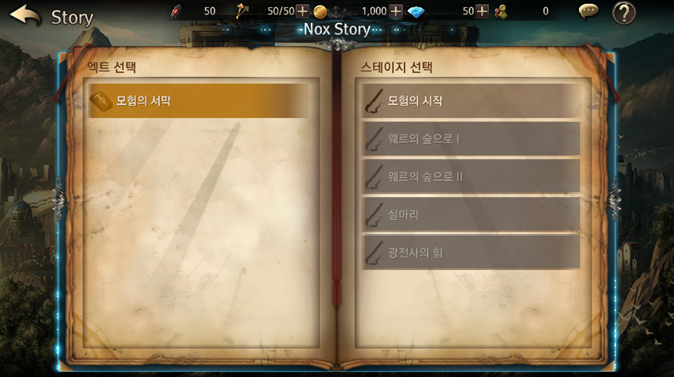 Story
50
50/50
1,000
50
0
?
Nox Story
엑트 선택
모험의 서막
스테이지 선택
모험의 시작
웨르의 숲으로 I
웨르의 숲으로 II
실마리
광전사의 힘